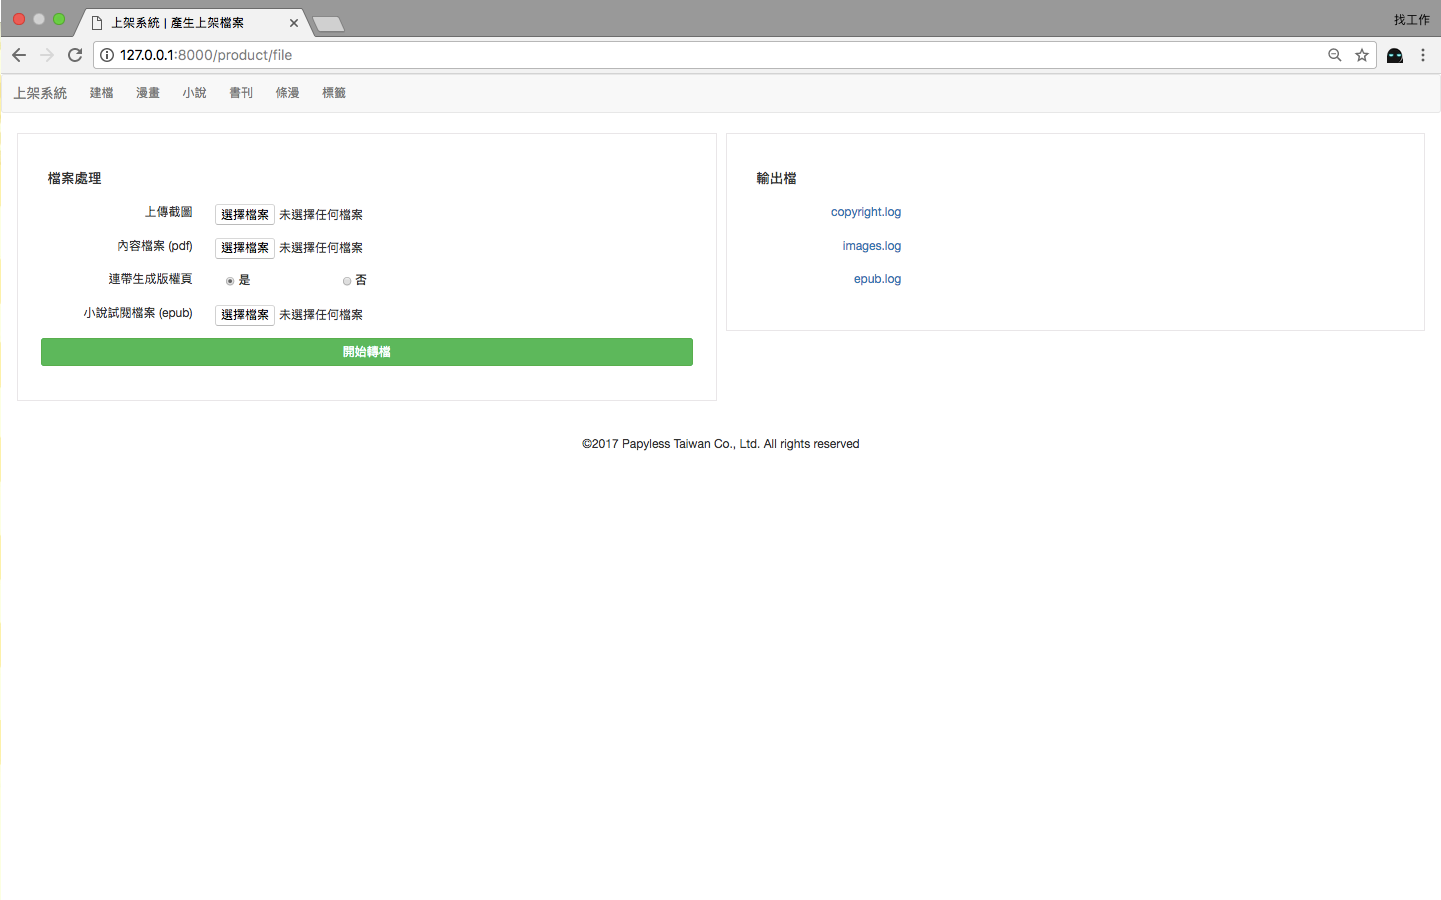 上架系統 | 產生上架檔案
找工作
127.0.0.1:8000/product/file
上架系統 建檔 漫畫 小說 書刊 條漫 標籤
檔案處理
上傳截圖 選擇檔案 未選擇任何檔案
內容檔案 (pdf) 選擇檔案 未選擇任何檔案
連帶生成版權頁 是 否
小說試閱檔案 (epub) 選擇檔案 未選擇任何檔案
開始轉檔
輸出檔
copyright.log
images.log
epub.log
©2017 Papyless Taiwan Co., Ltd. All rights reserved